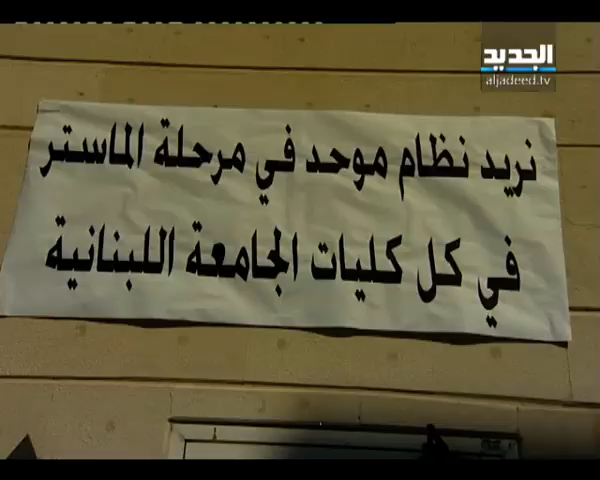 الجديد
aljadeed.tv
نريد نظام موحد في مرحلة الماستر
في كل كليات الجامعة اللبنانية